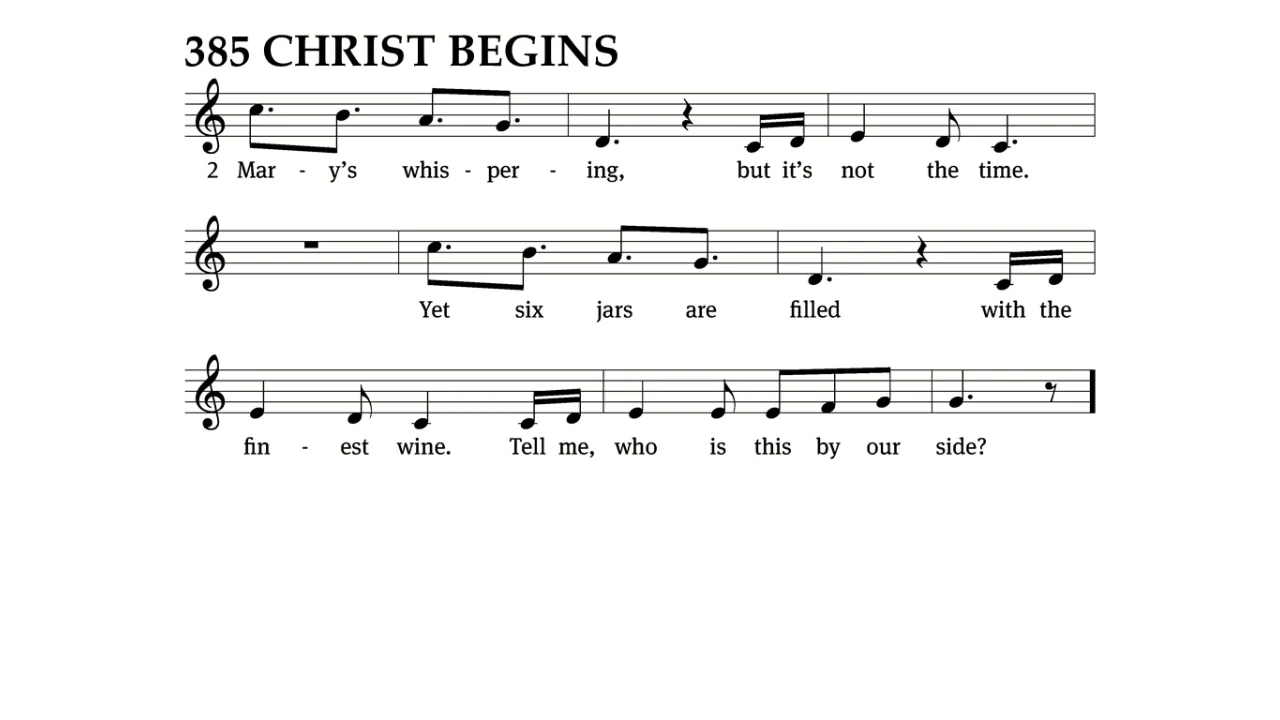 385 CHRIST BEGINS
2 Mar - y’s whis - per - ing, but it’s not the time.
Yet six jars are filled with the
fin - est wine. Tell me, who is this by our side?